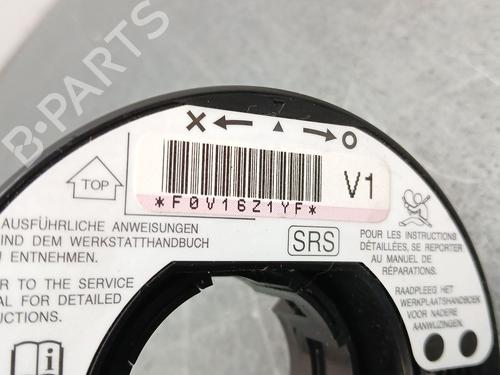 B-PARTS
TOP
*F0V16Z1YF*
V1
AUSFÜHRLICHE ANWEISUNGEN
IND DEM WERKSTATTHANDBUCH
ENTNEHMEN.
SRS
POUR LES INSTRUCTIONS
DÉTAILLÉES, SE REPORTER
AU MANUEL DE
RÉPARATIONS.
ER TO THE SERVICE
AL FOR DETAILED
UCTIONS.
RAADPLEEG HET
WERKPLAATSHANDBOEK
VOOR NADERE
AANWIJZINGEN.